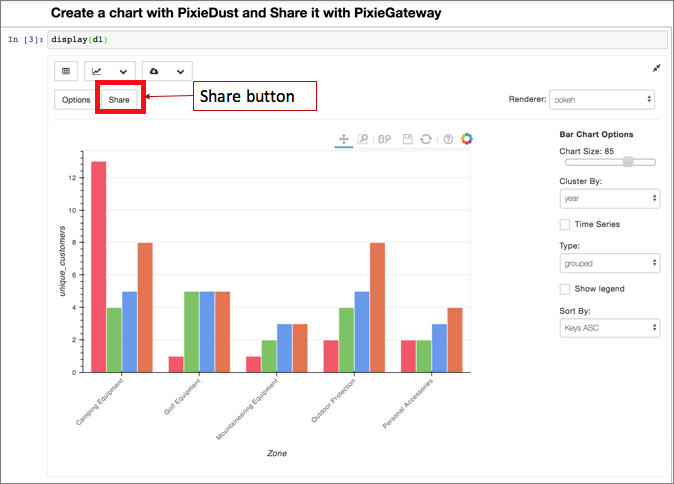 Create a chart with PixieDust and Share it with PixieGateway
In [3]: display(d1)
Options Share Share button Renderer: bokeh
Bar Chart Options
Chart Size: 85
Cluster By:
year
Time Series
Type:
grouped
Show legend
Sort By:
Keys ASC
unique_customers
12
10
8
6
4
2
0
Camping Equipment
Golf Equipment
Mountaineering Equipment
Outdoor Protection
Personal Accessories
Zone